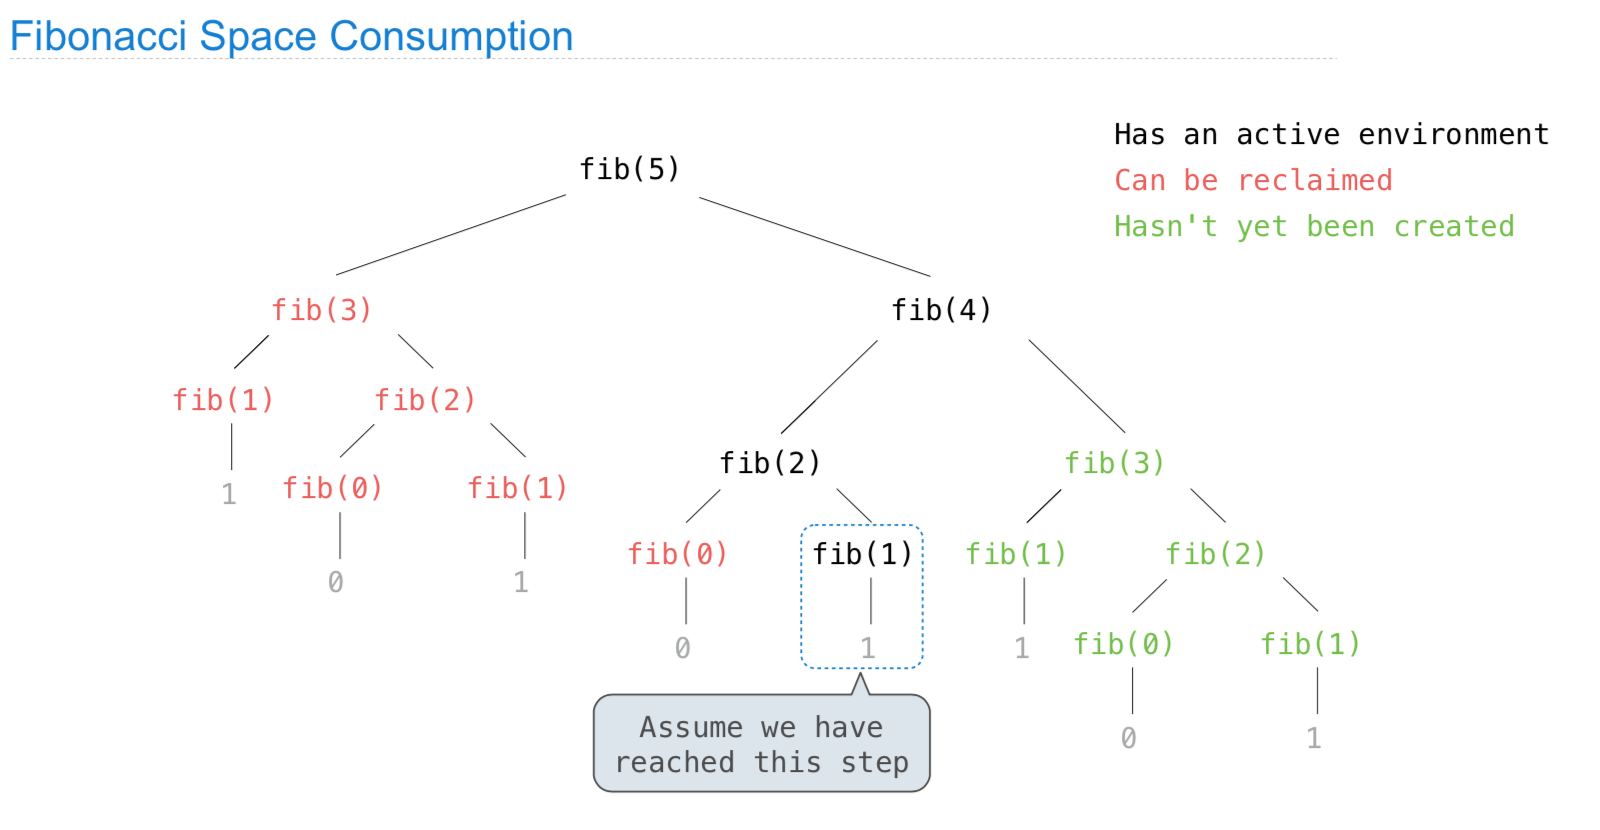 Fibonacci Space Consumption
Has an active environment
Can be reclaimed
Hasn't yet been created
fib(5)
fib(3)
fib(4)
fib(1)
fib(2)
fib(2)
fib(3)
1
fib(0)
fib(1)
fib(0)
fib(1)
fib(1)
fib(2)
0
1
0
1
1
fib(0)
fib(1)
0
1
Assume we have
reached this step